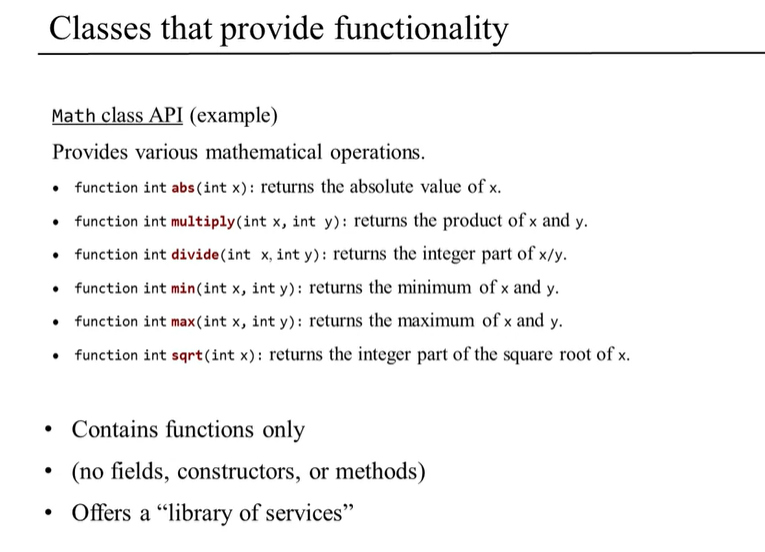 Classes that provide functionality
Math class API (example)
Provides various mathematical operations.
• function int abs(int x): returns the absolute value of x.
• function int multiply(int x, int y): returns the product of x and y.
• function int divide(int x, int y): returns the integer part of x/y.
• function int min(int x, int y): returns the minimum of x and y.
• function int max(int x, int y): returns the maximum of x and y.
• function int sqrt(int x): returns the integer part of the square root of x.
• Contains functions only
• (no fields, constructors, or methods)
• Offers a “library of services”